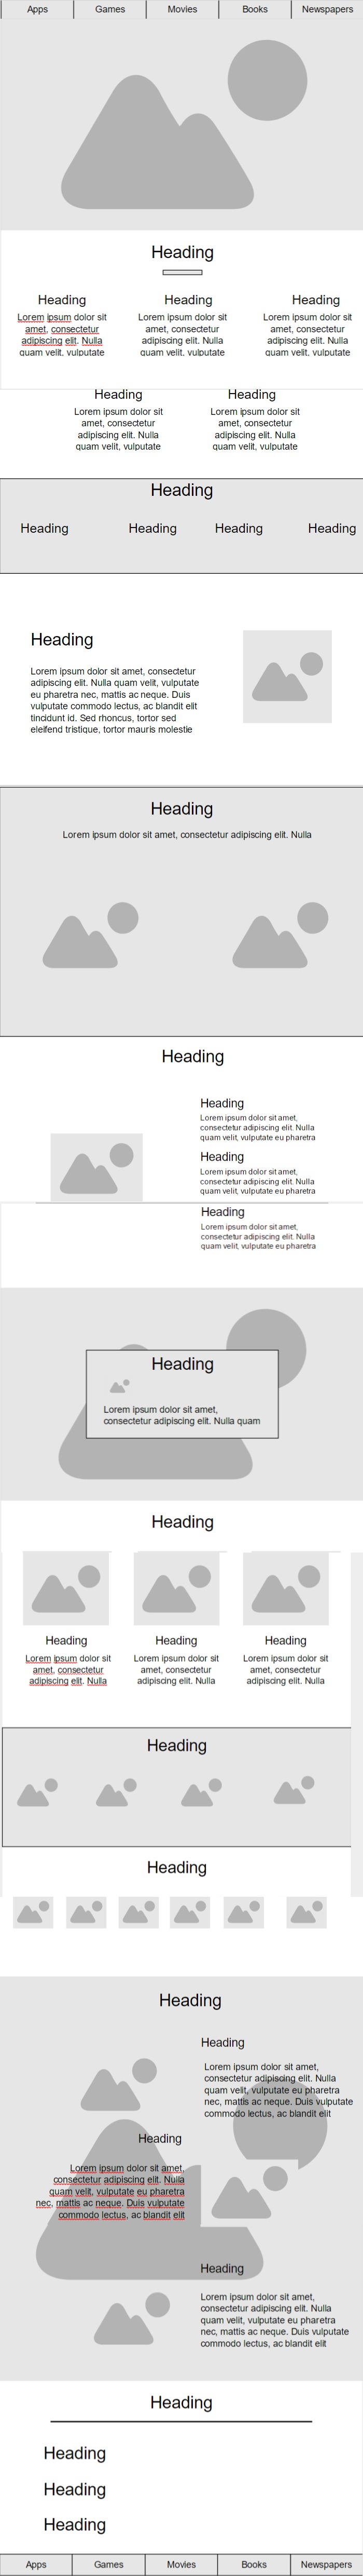 Apps Games Movies Books Newspapers
Heading
Heading Heading Heading
Lorem ipsum dolor sit Lorem ipsum dolor sit Lorem ipsum dolor sit
amet, consectetur amet, consectetur amet, consectetur
adipiscing elit. Nulla adipiscing elit. Nulla adipiscing elit. Nulla
quam velit, vulputate quam velit, vulputate quam velit, vulputate
Heading Heading
Lorem ipsum dolor sit Lorem ipsum dolor sit
amet, consectetur amet, consectetur
adipiscing elit. Nulla adipiscing elit. Nulla
quam velit, vulputate quam velit, vulputate
Heading
Heading Heading Heading Heading
Heading
Lorem ipsum dolor sit amet, consectetur
adipiscing elit. Nulla quam velit, vulputate
eu pharetra nec, mattis ac neque. Duis
vulputate commodo lectus, ac blandit elit
tincidunt id. Sed rhoncus, tortor sed
eleifend tristique, tortor mauris molestie
Heading
Lorem ipsum dolor sit amet, consectetur adipiscing elit. Nulla
Heading
Heading
Lorem ipsum dolor sit amet,
consectetur adipiscing elit. Nulla
quam velit, vulputate eu pharetra
Heading
Lorem ipsum dolor sit amet,
consectetur adipiscing elit. Nulla
quam velit, vulputate eu pharetra
Heading
Lorem ipsum dolor sit amet,
consectetur adipiscing elit. Nulla
quam velit, vulputate eu pharetra
Heading
Lorem ipsum dolor sit amet,
consectetur adipiscing elit. Nulla quam
Heading
Heading Heading Heading
Lorem ipsum dolor sit Lorem ipsum dolor sit Lorem ipsum dolor sit
amet, consectetur amet, consectetur amet, consectetur
adipiscing elit. Nulla adipiscing elit. Nulla adipiscing elit. Nulla
Heading
Heading
Heading
Heading
Lorem ipsum dolor sit amet,
consectetur adipiscing elit. Nulla
quam velit, vulputate eu pharetra
nec, mattis ac neque. Duis vulputate
commodo lectus, ac blandit elit
Heading
Lorem ipsum dolor sit amet,
consectetur adipiscing elit. Nulla
quam velit, vulputate eu pharetra
nec, mattis ac neque. Duis vulputate
commodo lectus, ac blandit elit
Heading
Lorem ipsum dolor sit amet,
consectetur adipiscing elit. Nulla
quam velit, vulputate eu pharetra
nec, mattis ac neque. Duis vulputate
commodo lectus, ac blandit elit
Heading
Heading
Heading
Heading
Apps Games Movies Books Newspapers